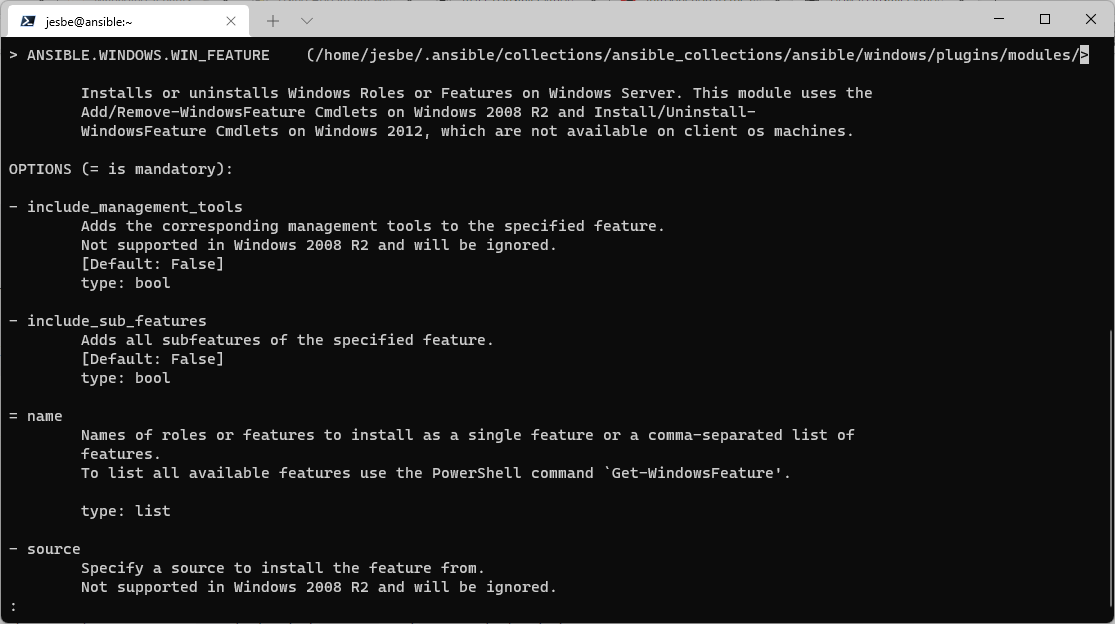 jesbe@ansible:~
> ANSIBLE.WINDOWS.WIN_FEATURE    (/home/jesbe/.ansible/collections/ansible_collections/ansible/windows/plugins/modules/>
Installs or uninstalls Windows Roles or Features on Windows Server. This module uses the
Add/Remove-WindowsFeature Cmdlets on Windows 2008 R2 and Install/Uninstall-
WindowsFeature Cmdlets on Windows 2012, which are not available on client os machines.
OPTIONS (= is mandatory):
- include_management_tools
Adds the corresponding management tools to the specified feature.
Not supported in Windows 2008 R2 and will be ignored.
[Default: False]
type: bool
- include_sub_features
Adds all subfeatures of the specified feature.
[Default: False]
type: bool
= name
Names of roles or features to install as a single feature or a comma-separated list of
features.
To list all available features use the PowerShell command `Get-WindowsFeature'.
type: list
- source
Specify a source to install the feature from.
Not supported in Windows 2008 R2 and will be ignored.
: